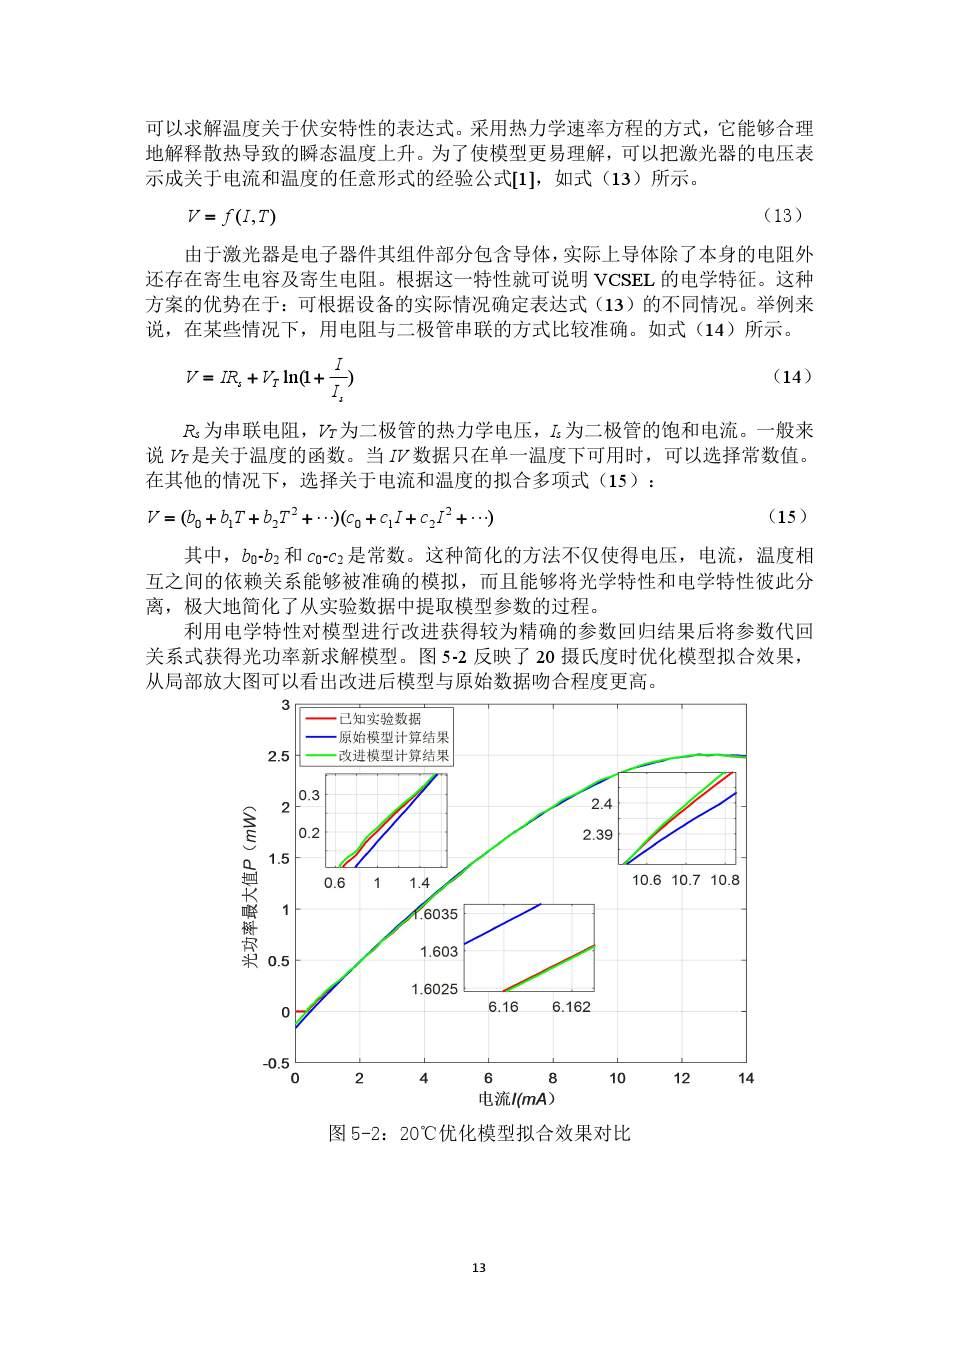 可以求解温度关于伏安特性的表达式。采用热力学速率方程的方式，它能够合理
地解释散热导致的瞬态温度上升。为了使模型更易理解，可以把激光器的电压表
示成关于电流和温度的任意形式的经验公式[1]，如式（13）所示。
V = f(I,T) （13）
由于激光器是电子器件其组件部分包含导体，实际上导体除了本身的电阻外
还存在寄生电容及寄生电阻。根据这一特性就可说明 VCSEL 的电学特征。这种
方案的优势在于：可根据设备的实际情况确定表达式（13）的不同情况。举例来
说，在某些情况下，用电阻与二极管串联的方式比较准确。如式（14）所示。
V = IR_s + V_T ln(1 + I/I_s) （14）
Rs 为串联电阻，VT 为二极管的热力学电压，Is 为二极管的饱和电流。一般来
说 VT 是关于温度的函数。当 IV 数据只在单一温度下可用时，可以选择常数值。
在其他的情况下，选择关于电流和温度的拟合多项式（15）：
V = (b₀ + b₁T + b₂T² + ⋯)(c₀ + c₁I + c₂I² + ⋯) （15）
其中，b0-b2 和 c0-c2 是常数。这种简化的方法不仅使得电压，电流，温度相
互之间的依赖关系能够被准确的模拟，而且能够将光学特性和电学特性彼此分
离，极大地简化了从实验数据中提取模型参数的过程。
利用电学特性对模型进行改进获得较为精确的参数回归结果后将参数代回
关系式获得光功率新求解模型。图 5-2 反映了 20 摄氏度时优化模型拟合效果，
从局部放大图可以看出改进后模型与原始数据吻合程度更高。
已知实验数据
原始模型计算结果
改进模型计算结果
光功率最大值P（mW）
3
2.5
2
1.5
1
0.5
0
-0.5
0.3
0.2
0.6 1 1.4
2.4
2.39
10.6 10.7 10.8
1.6035
1.603
1.6025
6.16 6.162
0 2 4 6 8 10 12 14
电流I(mA）
图 5-2：20℃优化模型拟合效果对比
13